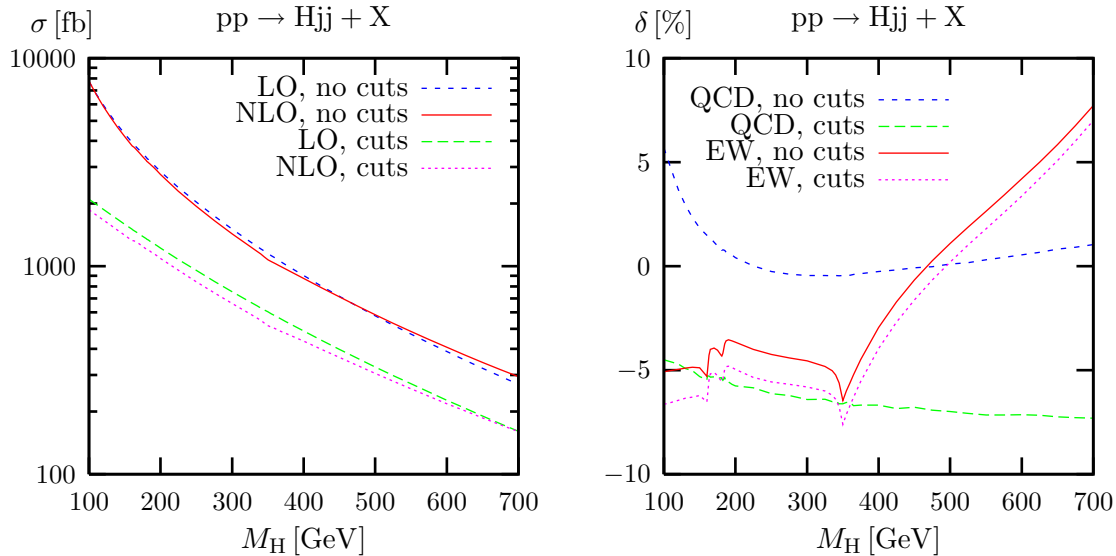 σ [fb]
pp → Hjj + X
10000
1000
100
LO, no cuts
NLO, no cuts
LO, cuts
NLO, cuts
100 200 300 400 500 600 700
M_H [GeV]
δ [%]
pp → Hjj + X
10
5
0
−5
−10
QCD, no cuts
QCD, cuts
EW, no cuts
EW, cuts
100 200 300 400 500 600 700
M_H [GeV]